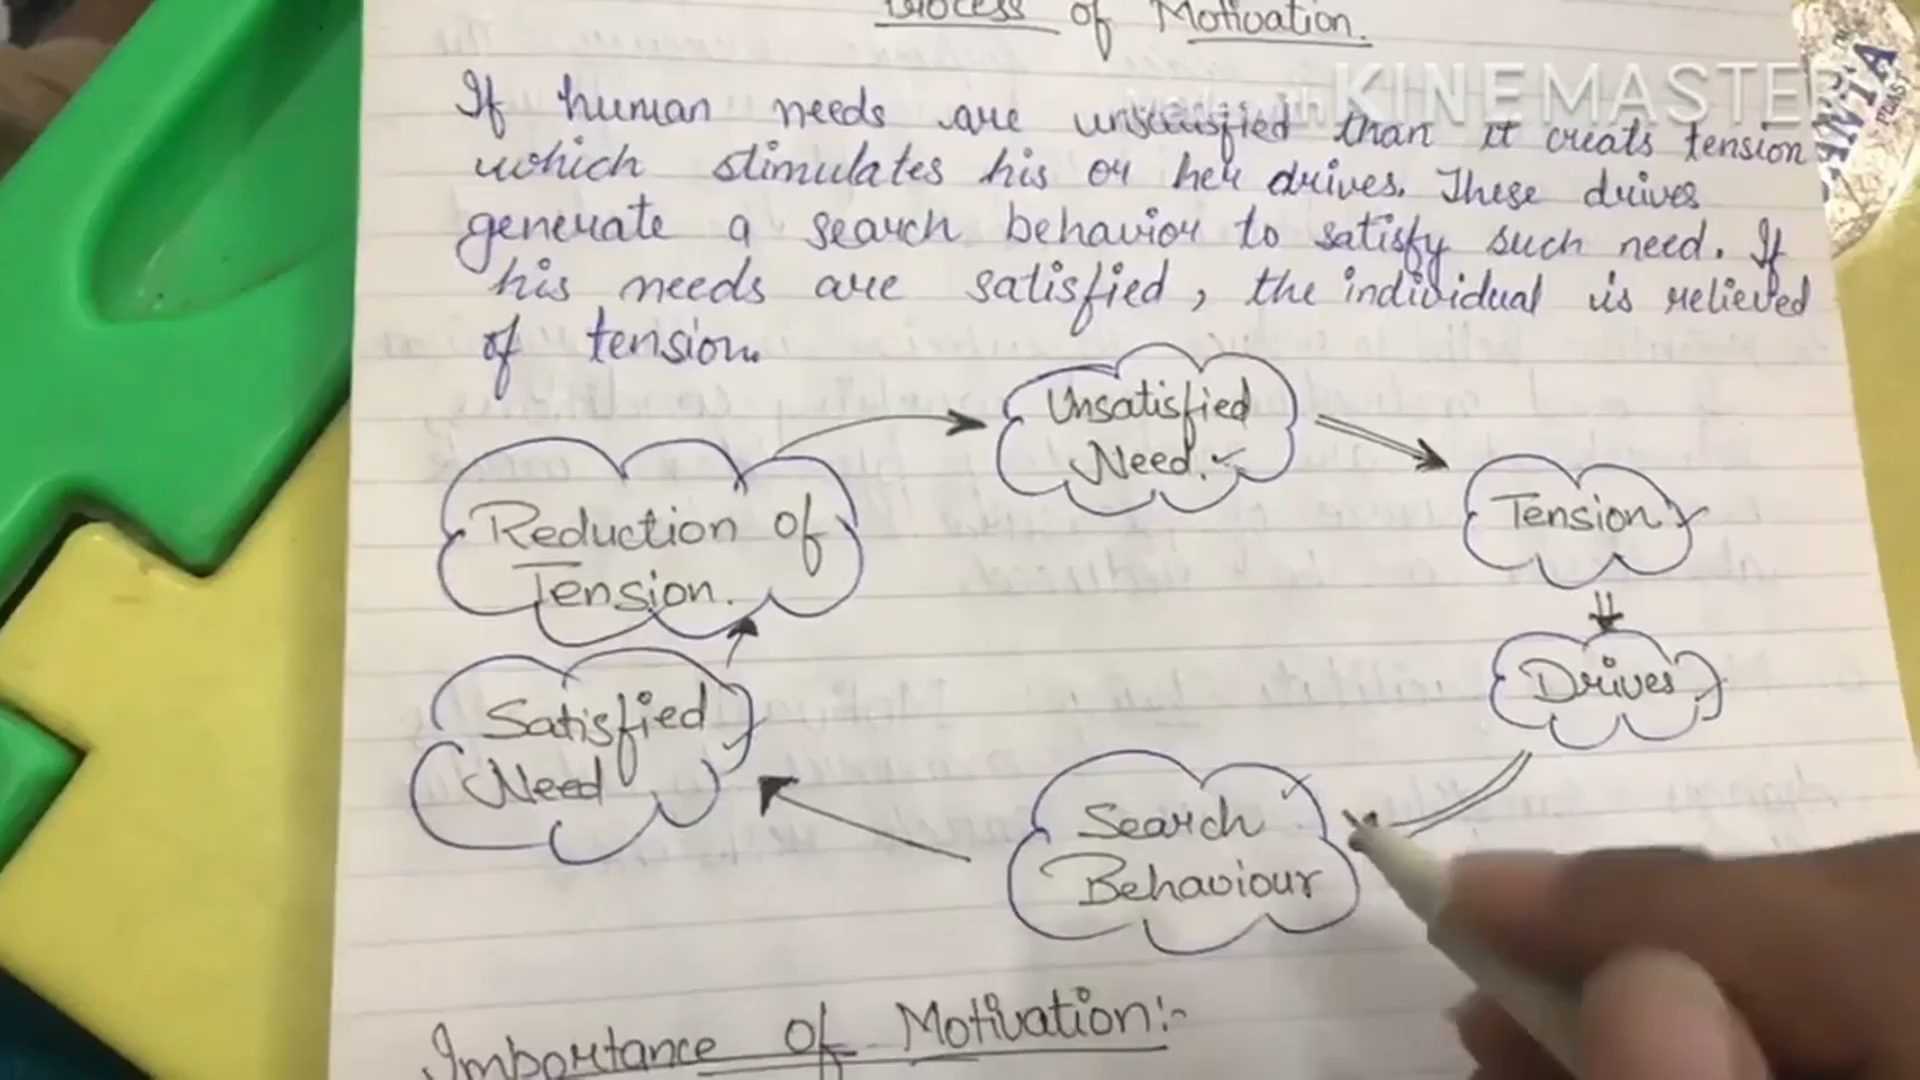 Process of Motivation.
If human needs are unsatisfied than it creats tension
which stimulates his or her drives. These drives
generate a search behavior to satisfy such need. If
his needs are satisfied, the individual is relieved
of tension.
Unsatisfied
Need.
Tension
Drives
Search
Behaviour
Satisfied
Need
Reduction of
Tension.
Importance of Motivation:-
KINEMASTER